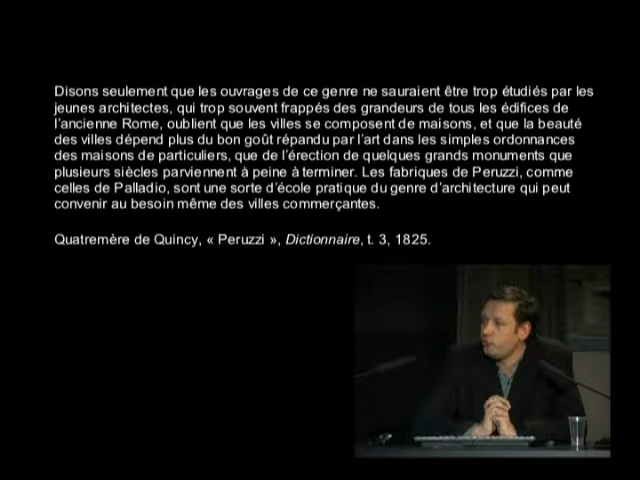 Disons seulement que les ouvrages de ce genre ne sauraient être trop étudiés par les
jeunes architectes, qui trop souvent frappés des grandeurs de tous les édifices de
l'ancienne Rome, oublient que les villes se composent de maisons, et que la beauté
des villes dépend plus du bon goût répandu par l'art dans les simples ordonnances
des maisons de particuliers, que de l'érection de quelques grands monuments que
plusieurs siècles parviennent à peine à terminer. Les fabriques de Peruzzi, comme
celles de Palladio, sont une sorte d'école pratique du genre d'architecture qui peut
convenir au besoin même des villes commerçantes.
Quatremère de Quincy, « Peruzzi », Dictionnaire, t. 3, 1825.